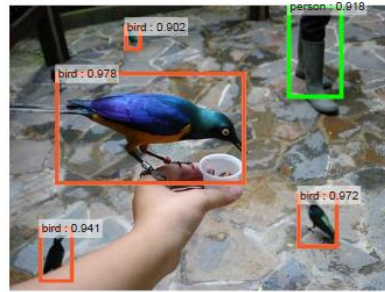 person : 0.918
bird : 0.902
bird : 0.978
bird : 0.972
bird : 0.941